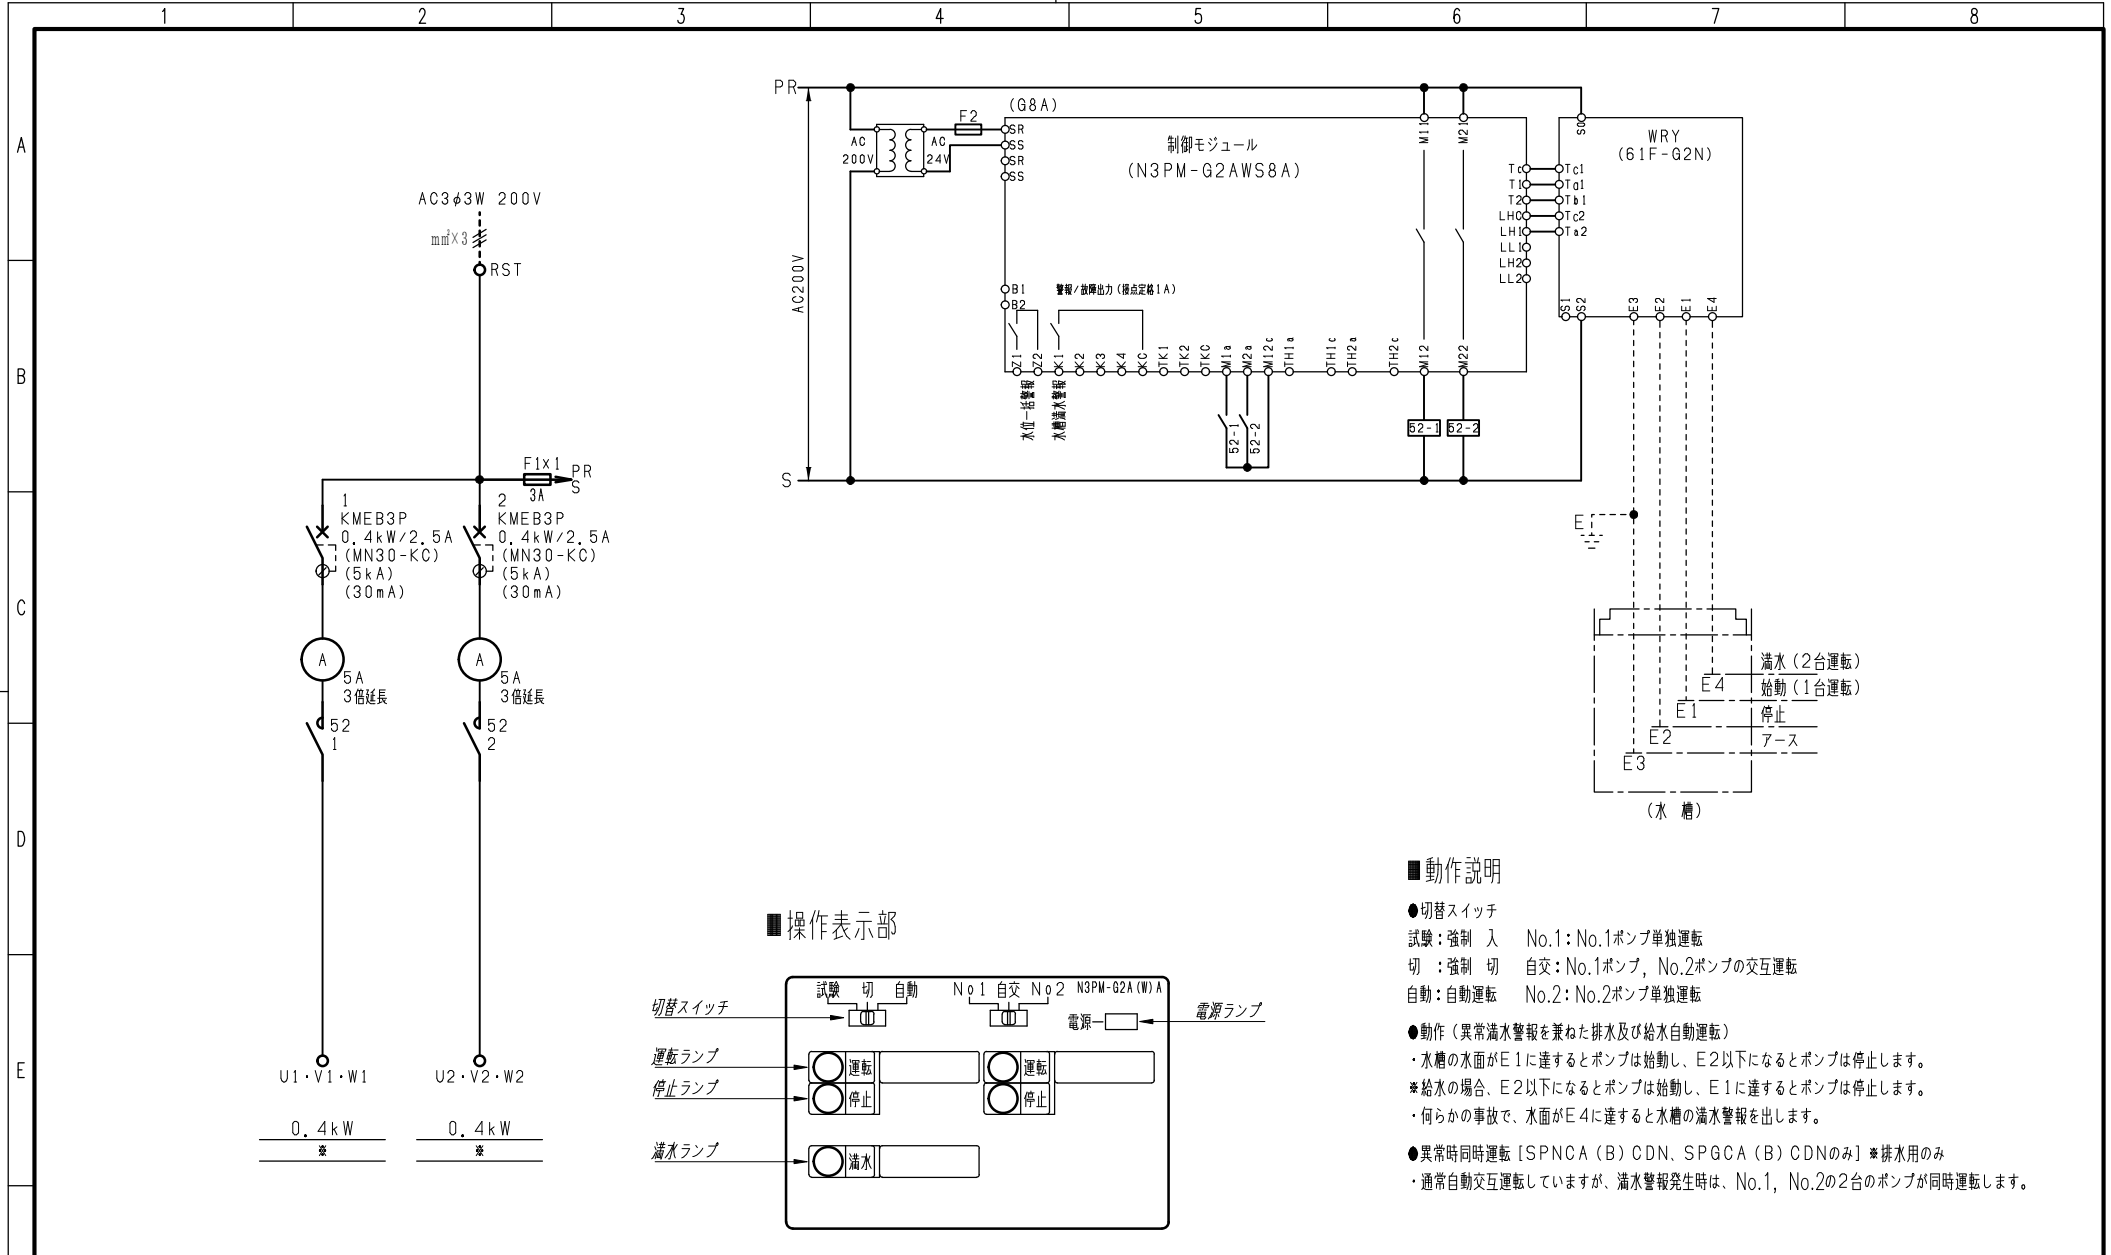 1 2 3 4 5 6 7 8
A
B
C
D
E
AC3φ3W 200V
mm²×3
RST
F1x1
3A
PR
S
1
KMEB3P
0.4kW/2.5A
(MN30-KC)
(5kA)
(30mA)
2
KMEB3P
0.4kW/2.5A
(MN30-KC)
(5kA)
(30mA)
A
5A
3倍延長
A
5A
3倍延長
52
1
52
2
U1・V1・W1
U2・V2・W2
0.4kW
※
0.4kW
※
PR
AC200V
S
AC
200V
AC
24V
F2
(G8A)
SR
SS
SR
SS
制御モジュール
(N3PM-G2AWS8A)
M11
M21
Tc
T1
T2
LHC
LH1
LL1
LH2
LL2
Tc1
Ta1
Tb1
Tc2
Ta2
S0
WRY
(61F-G2N)
S1
S2
E3
E2
E1
E4
B1
B2
警報/故障出力(接点定格1A)
Z1
Z2
K1
K2
K3
K4
KC
TK1
TK2
TKC
M1a
M2a
M12c
TH1a
TH1c
TH2a
TH2c
M12
M22
水位一括警報
水槽満水警報
52-1
52-2
52-1
52-2
E
満水(2台運転)
E4
始動(1台運転)
E1
停止
E2
アース
E3
(水 槽)
■操作表示部
試験 切 自動
No1 自交 No2
N3PM-G2A(W)A
切替スイッチ
電源
電源ランプ
運転ランプ
運転
運転
停止ランプ
停止
停止
満水ランプ
満水
■動作説明
●切替スイッチ
試験:強制 入 No.1:No.1ポンプ単独運転
切 :強制 切 自交:No.1ポンプ, No.2ポンプの交互運転
自動:自動運転 No.2:No.2ポンプ単独運転
●動作(異常満水警報を兼ねた排水及び給水自動運転)
・水槽の水面がE1に達するとポンプは始動し、E2以下になるとポンプは停止します。
※給水の場合、E2以下になるとポンプは始動し、E1に達するとポンプは停止します。
・何らかの事故で、水面がE4に達すると水槽の満水警報を出します。
●異常時同時運転[SPNCA(B)CDN、SPGCA(B)CDNのみ]※排水用のみ
・通常自動交互運転していますが、満水警報発生時は、No.1, No.2の2台のポンプが同時運転します。